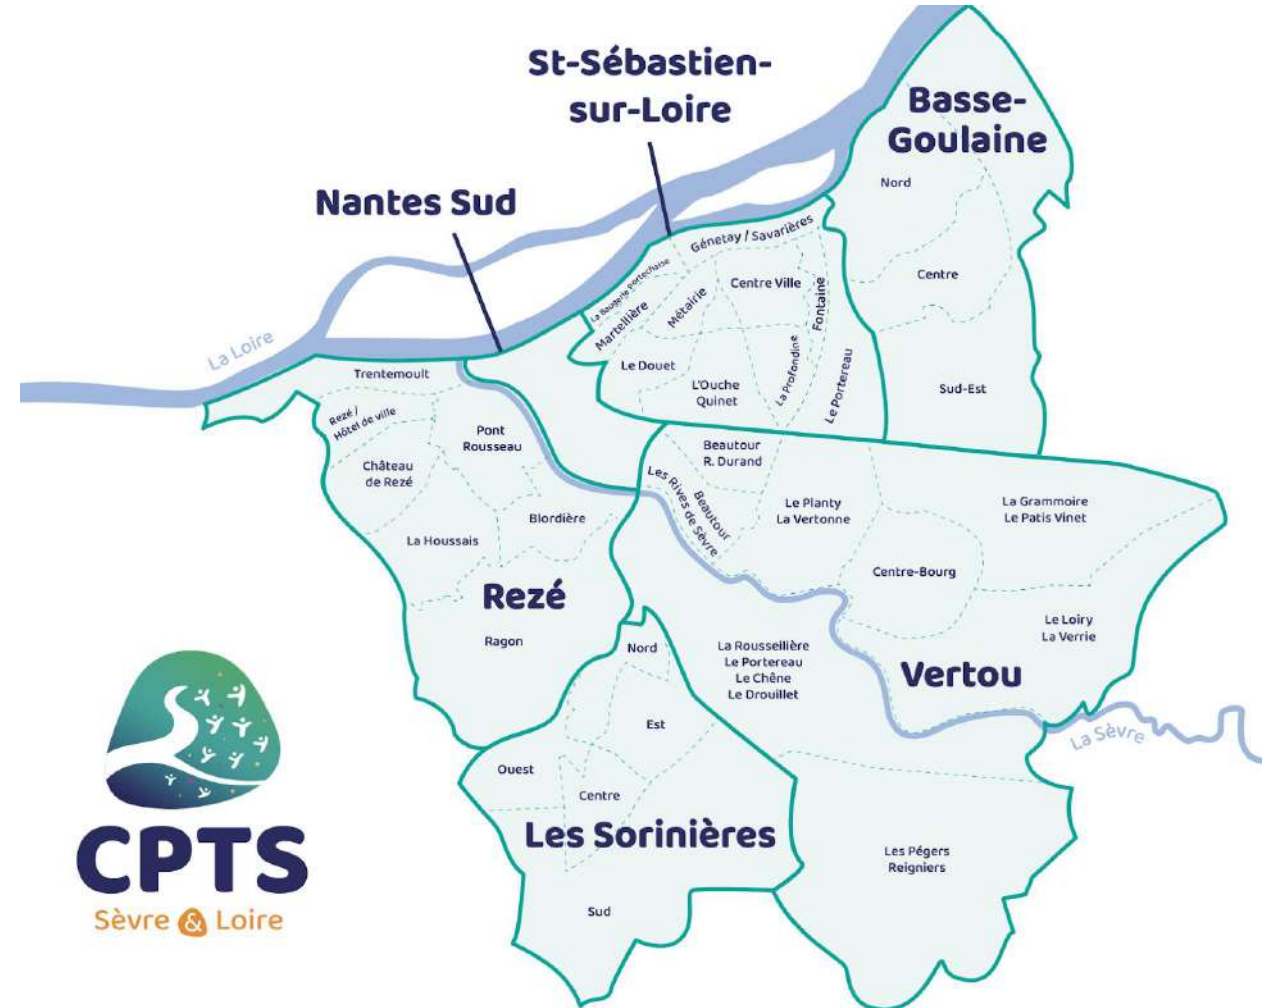 St-Sébastien-
sur-Loire
Basse-
Goulaine
Nantes Sud
Nord
Centre
Sud-Est
La Loire
Génetay / Savarières
La Baugerie Portechaise
Martellière
Métairie
Centre Ville
Fontaine
Le Douet
L'Ouche
Quinet
La Profondine
Le Portereau
Trentemoult
Rezé /
Hôtel de ville
Pont
Rousseau
Château
de Rezé
Blordière
La Houssais
Rezé
Ragon
Beautour
R. Durand
Les Rives de Sèvre
Beautour
Le Planty
La Vertonne
La Grammoire
Le Patis Vinet
Centre-Bourg
Le Loiry
La Verrie
La Rousseilière
Le Portereau
Le Chêne
Le Drouillet
Vertou
La Sèvre
Nord
Est
Ouest
Centre
Les Sorinières
Sud
Les Pégers
Reigniers
CPTS
Sèvre & Loire